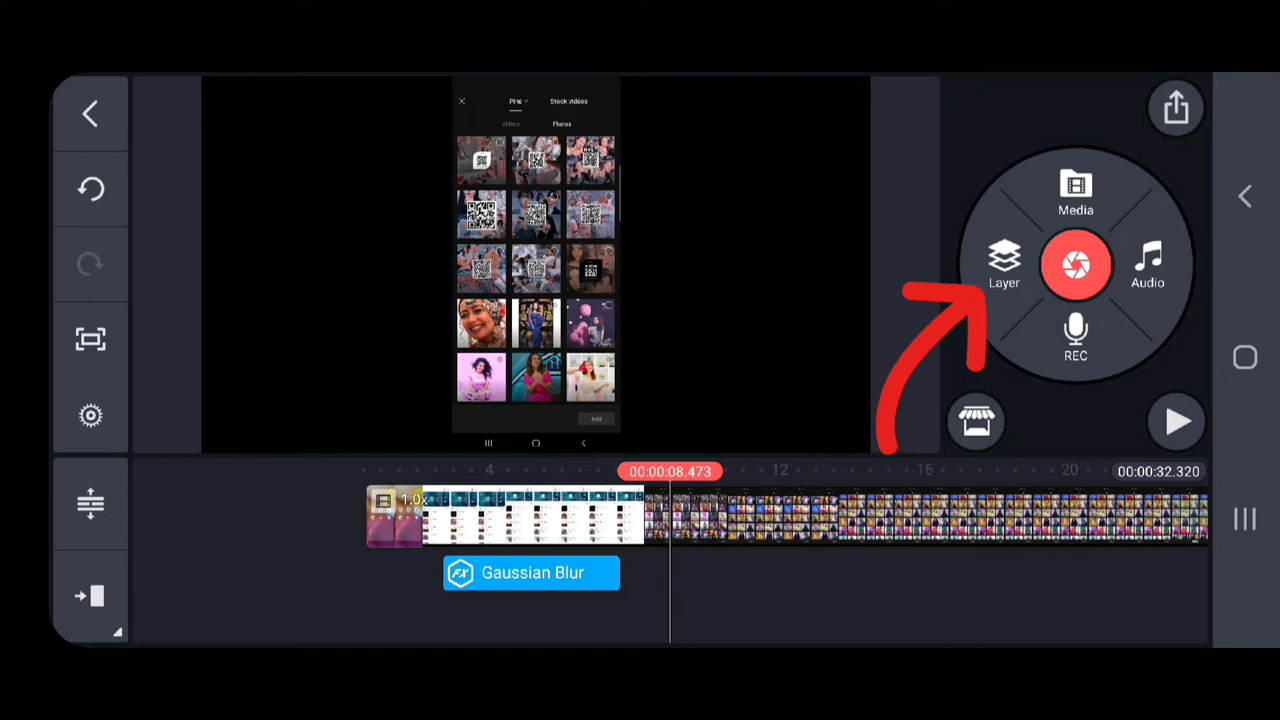 Pins
Stock videos
Videos
Photos
Add
Media
Layer
Audio
REC
4
00:00:08.473
12
16
20
00:00:32.320
1.0x
FX Gaussian Blur